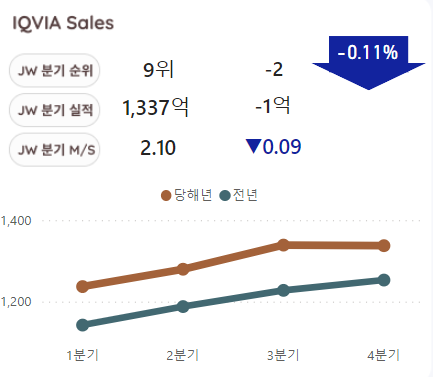 IQVIA Sales
-0.11%
JW 분기 순위 9위 -2
JW 분기 실적 1,337억 -1억
JW 분기 M/S 2.10 ▼0.09
당해년 전년
1,400
1,200
1분기 2분기 3분기 4분기